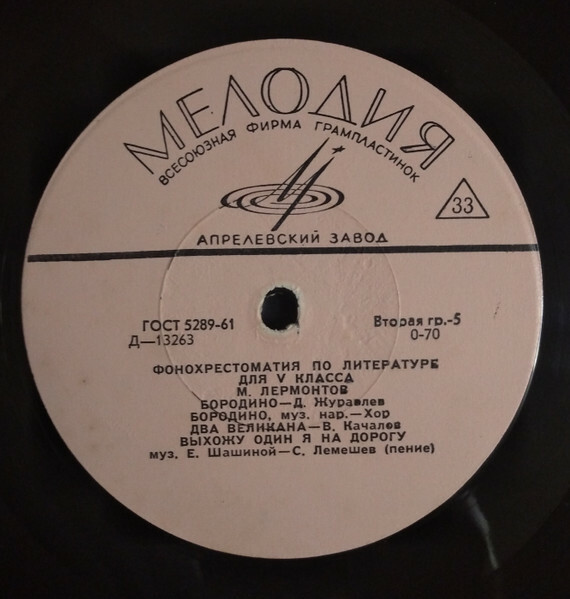 МЕЛОДИЯ
ВСЕСОЮЗНАЯ ФИРМА ГРАМПЛАСТИНОК
33
АПРЕЛЕВСКИЙ ЗАВОД
ГОСТ 5289-61 Вторая гр.-5
Д—13263 0-70
ФОНОХРЕСТОМАТИЯ ПО ЛИТЕРАТУРЕ
ДЛЯ V КЛАССА
М. ЛЕРМОНТОВ
БОРОДИНО—Д. Журавлев
БОРОДИНО, муз. нар.—Хор
ДВА ВЕЛИКАНА—В. Качалов
ВЫХОЖУ ОДИН Я НА ДОРОГУ
муз. Е. Шашиной—С. Лемешев (пение)